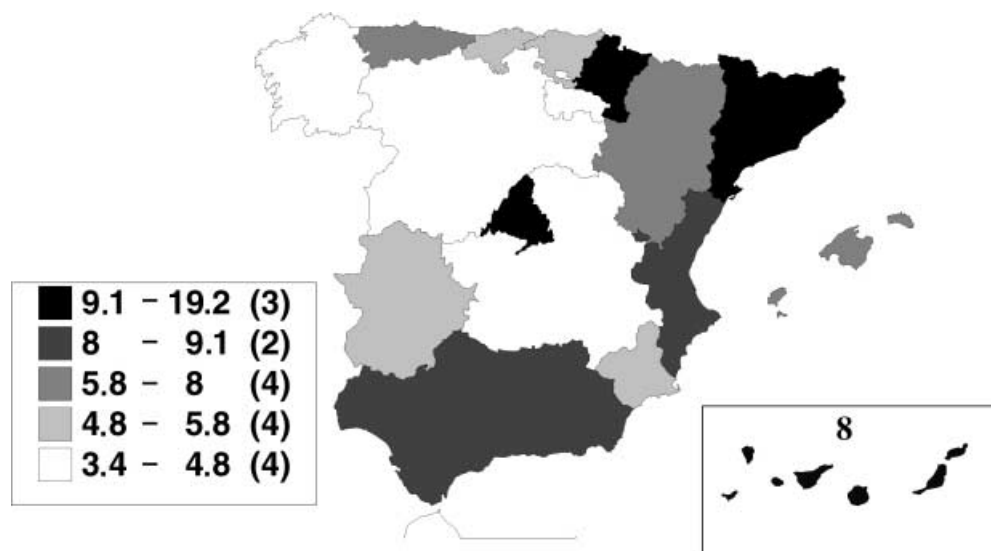 9.1 - 19.2 (3)
8 - 9.1 (2)
5.8 - 8 (4)
4.8 - 5.8 (4)
3.4 - 4.8 (4)
8